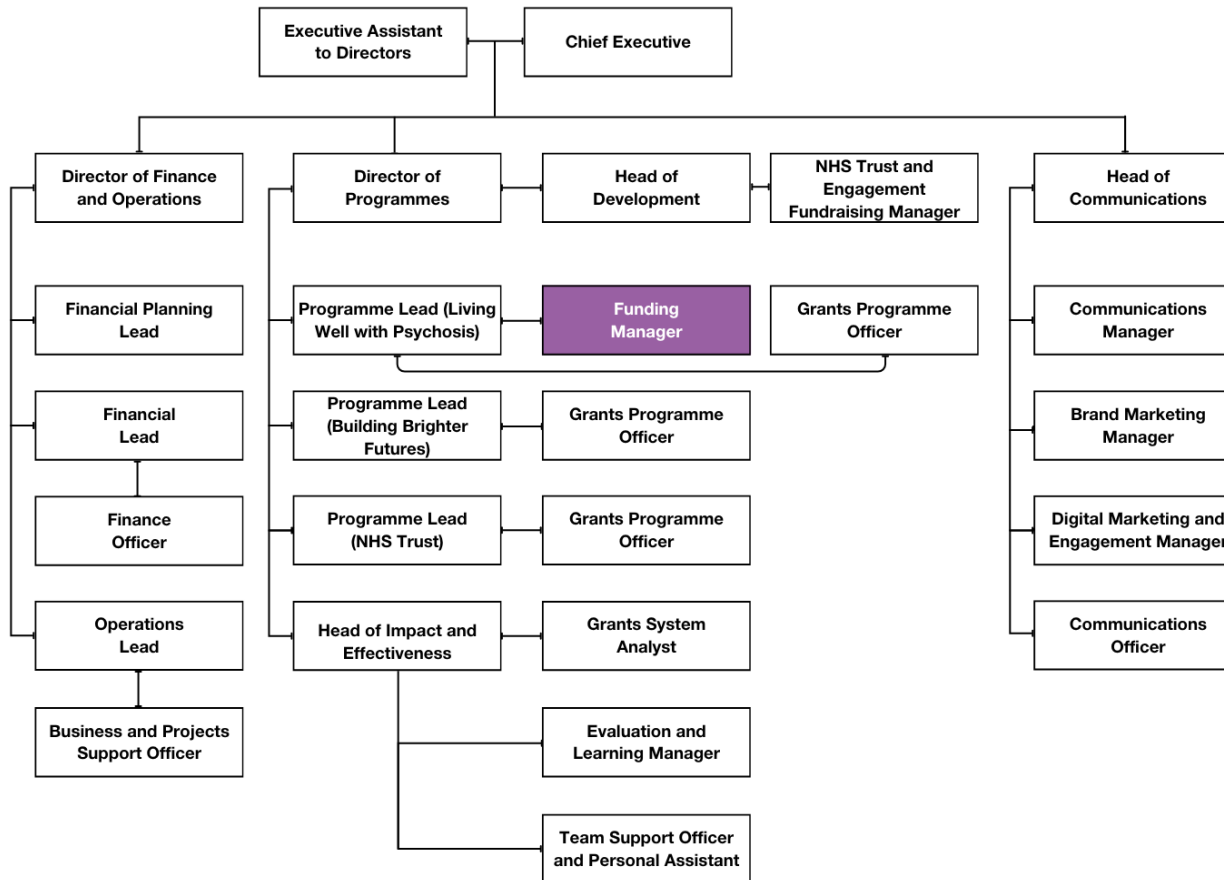 Executive Assistant
to Directors
Chief Executive
Director of Finance
and Operations
Director of
Programmes
Head of
Development
NHS Trust and
Engagement
Fundraising Manager
Head of
Communications
Financial Planning
Lead
Programme Lead (Living
Well with Psychosis)
Funding
Manager
Grants Programme
Officer
Communications
Manager
Financial
Lead
Programme Lead
(Building Brighter
Futures)
Grants Programme
Officer
Brand Marketing
Manager
Finance
Officer
Programme Lead
(NHS Trust)
Grants Programme
Officer
Digital Marketing and
Engagement Manager
Operations
Lead
Head of Impact and
Effectiveness
Grants System
Analyst
Communications
Officer
Business and Projects
Support Officer
Evaluation and
Learning Manager
Team Support Officer
and Personal Assistant